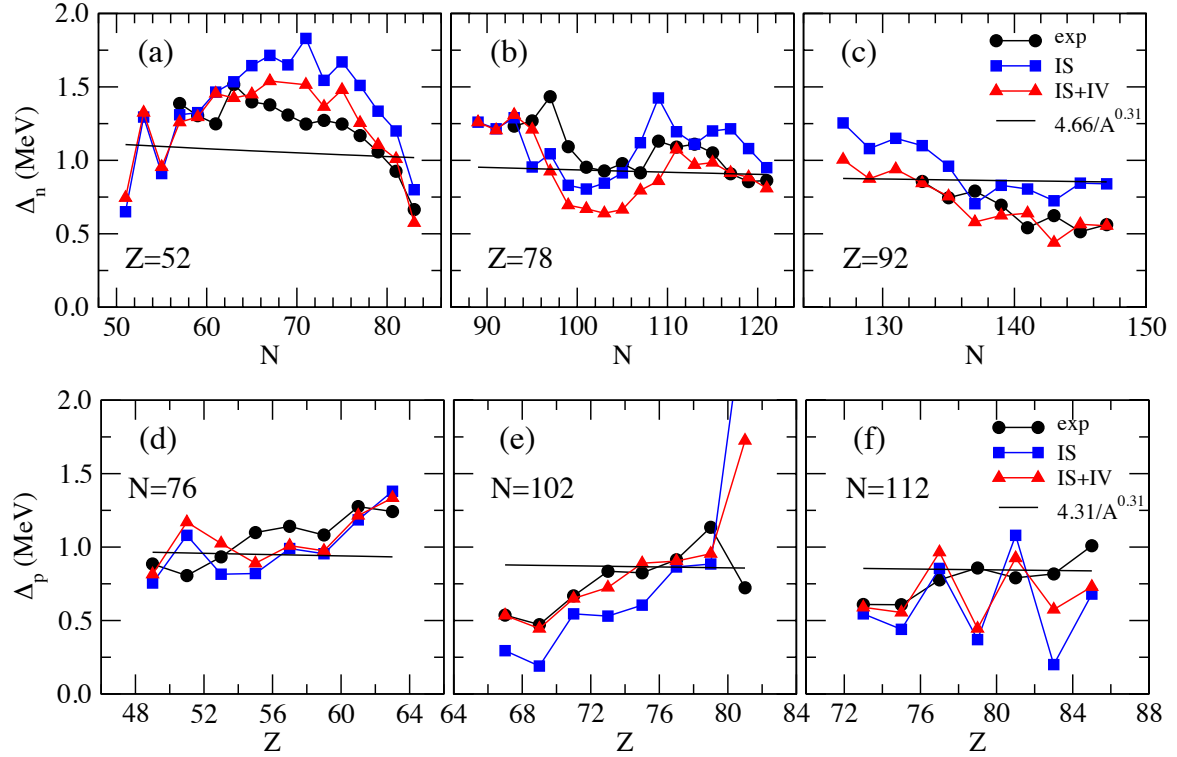 2.0
1.5
1.0
0.5
0.0
Δn (MeV)
(a)
Z=52
50 60 70 80
N
(b)
Z=78
90 100 110 120
N
(c)
exp
IS
IS+IV
4.66/A^0.31
Z=92
130 140 150
N
2.0
1.5
1.0
0.5
0.0
Δp (MeV)
(d)
N=76
48 52 56 60 64
Z
(e)
N=102
64 68 72 76 80 84
Z
(f)
exp
IS
IS+IV
4.31/A^0.31
N=112
72 76 80 84 88
Z